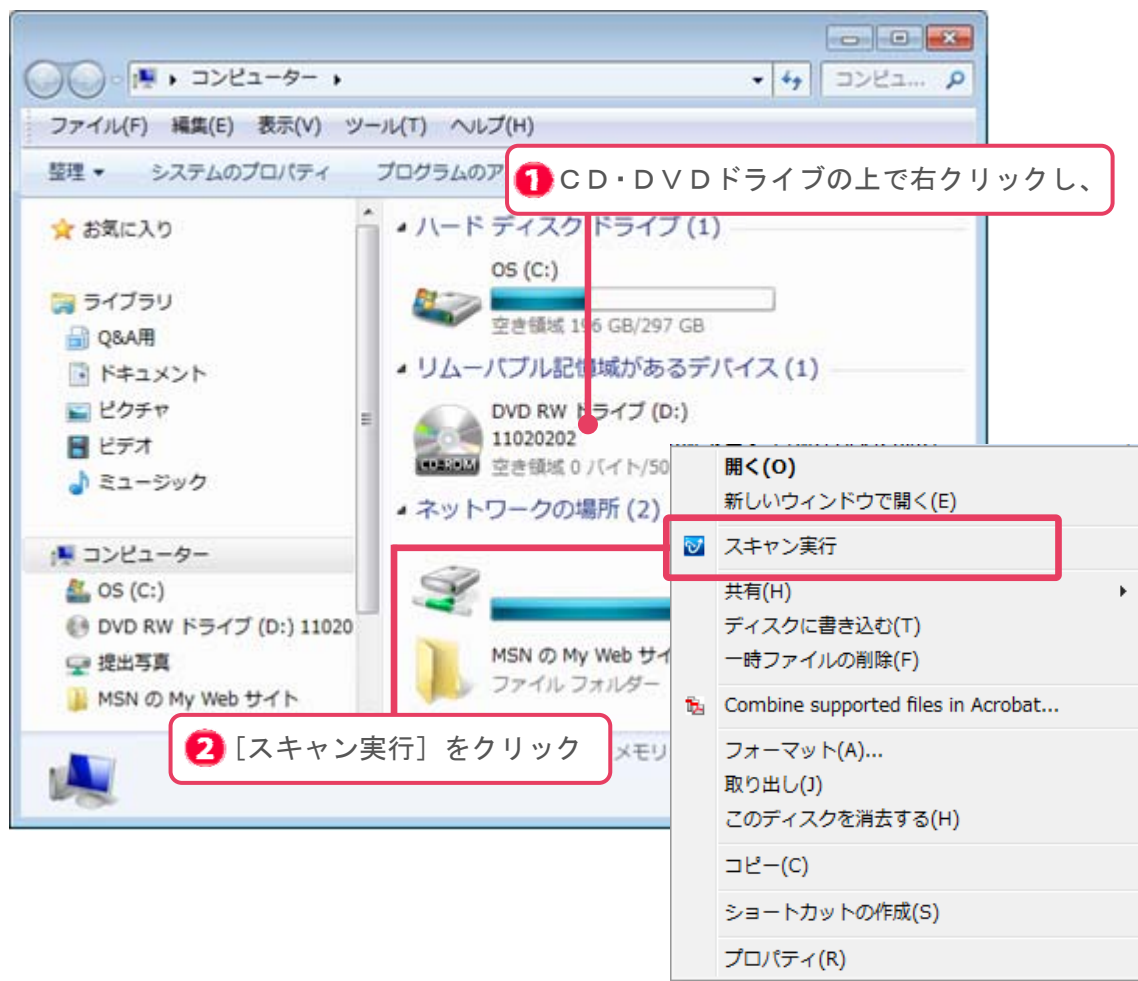 コンピューター
コンピュ...
ファイル(F) 編集(E) 表示(V) ツール(T) ヘルプ(H)
整理 システムのプロパティ プログラムのア
1 CD・DVDドライブの上で右クリックし、
お気に入り
ライブラリ
Q&A用
ドキュメント
ピクチャ
ビデオ
ミュージック
コンピューター
OS (C:)
DVD RW ドライブ (D:) 11020
提出写真
MSN の My Web サイト
ハード ディスク ドライブ (1)
OS (C:)
空き領域 196 GB/297 GB
リムーバブル記憶域があるデバイス (1)
DVD RW ドライブ (D:)
11020202
CD-ROM
空き領域 0 バイト/50
ネットワークの場所 (2)
MSN の My Web サイ
ファイル フォルダー
2 [スキャン実行] をクリック
メモリ
開く(O)
新しいウィンドウで開く(E)
スキャン実行
共有(H)
ディスクに書き込む(T)
一時ファイルの削除(F)
Combine supported files in Acrobat...
フォーマット(A)...
取り出し(J)
このディスクを消去する(H)
コピー(C)
ショートカットの作成(S)
プロパティ(R)